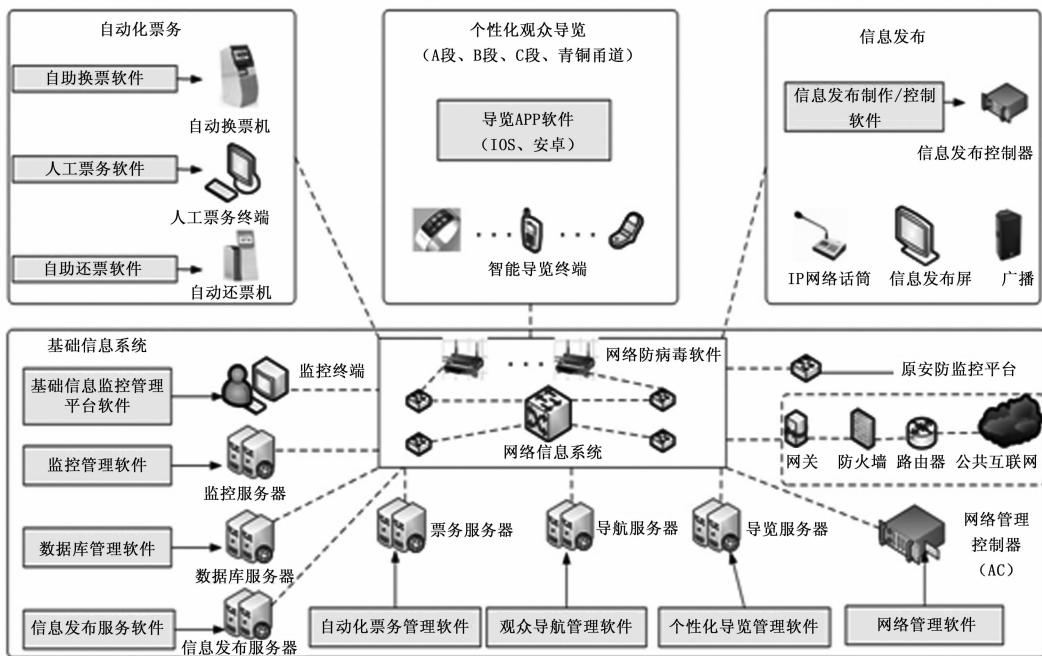 自动化票务
自助换票软件
自动换票机
人工票务软件
人工票务终端
自助还票软件
自动还票机
个性化观众导览
（A段、B段、C段、青铜甬道）
导览APP软件
（IOS、安卓）
智能导览终端
信息发布
信息发布制作/控制
软件
信息发布控制器
IP网络话筒
信息发布屏
广播
基础信息系统
基础信息监控管理
平台软件
监控终端
监控管理软件
监控服务器
数据库管理软件
数据库服务器
信息发布服务软件
信息发布服务器
网络防病毒软件
网络信息系统
原安防监控平台
网关
防火墙
路由器
公共互联网
票务服务器
导航服务器
导览服务器
网络管理
控制器
（AC）
自动化票务管理软件
观众导航管理软件
个性化导览管理软件
网络管理软件